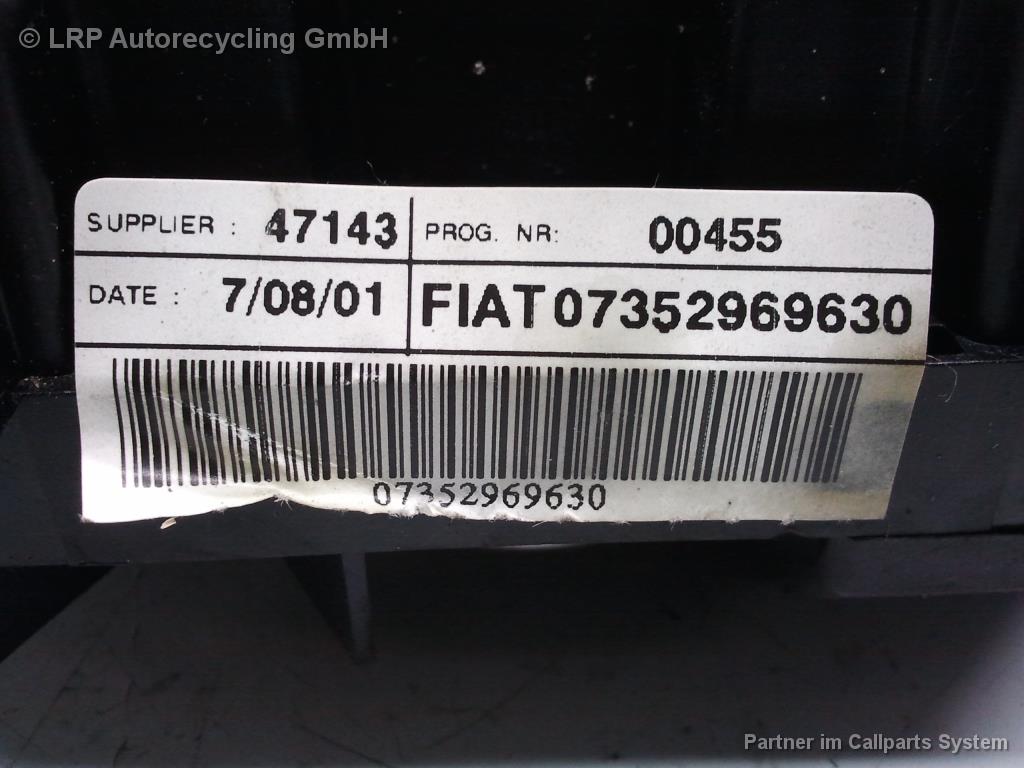 © LRP Autorecycling GmbH
SUPPLIER : 47143 PROG. NR: 00455
DATE : 7/08/01 FIAT 07352969630
07352969630
Partner im Callparts System